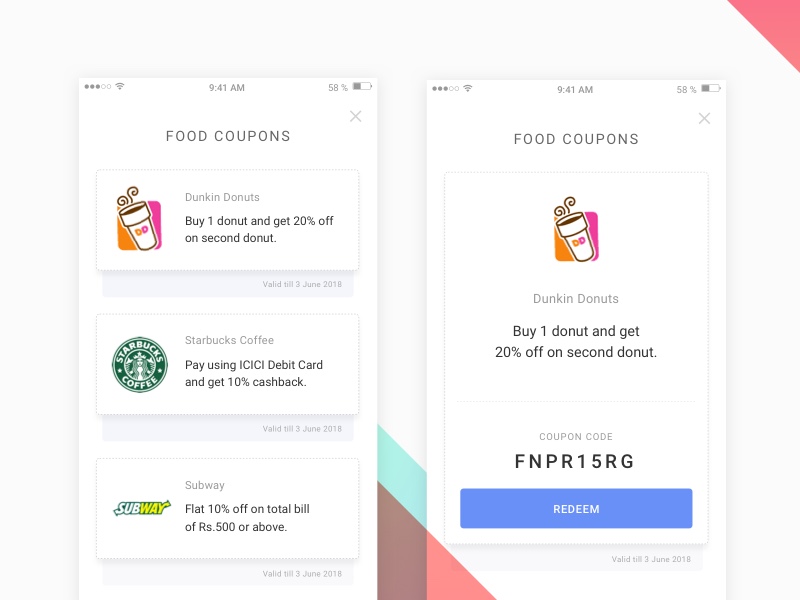 9:41 AM
58 %
FOOD COUPONS
DD
Dunkin Donuts
Buy 1 donut and get 20% off
on second donut.
Valid till 3 June 2018
STARBUCKS
COFFEE
Starbucks Coffee
Pay using ICICI Debit Card
and get 10% cashback.
Valid till 3 June 2018
SUBWAY
Subway
Flat 10% off on total bill
of Rs.500 or above.
Valid till 3 June 2018
9:41 AM
58 %
FOOD COUPONS
DD
Dunkin Donuts
Buy 1 donut and get
20% off on second donut.
COUPON CODE
FNPR15RG
REDEEM
Valid till 3 June 2018